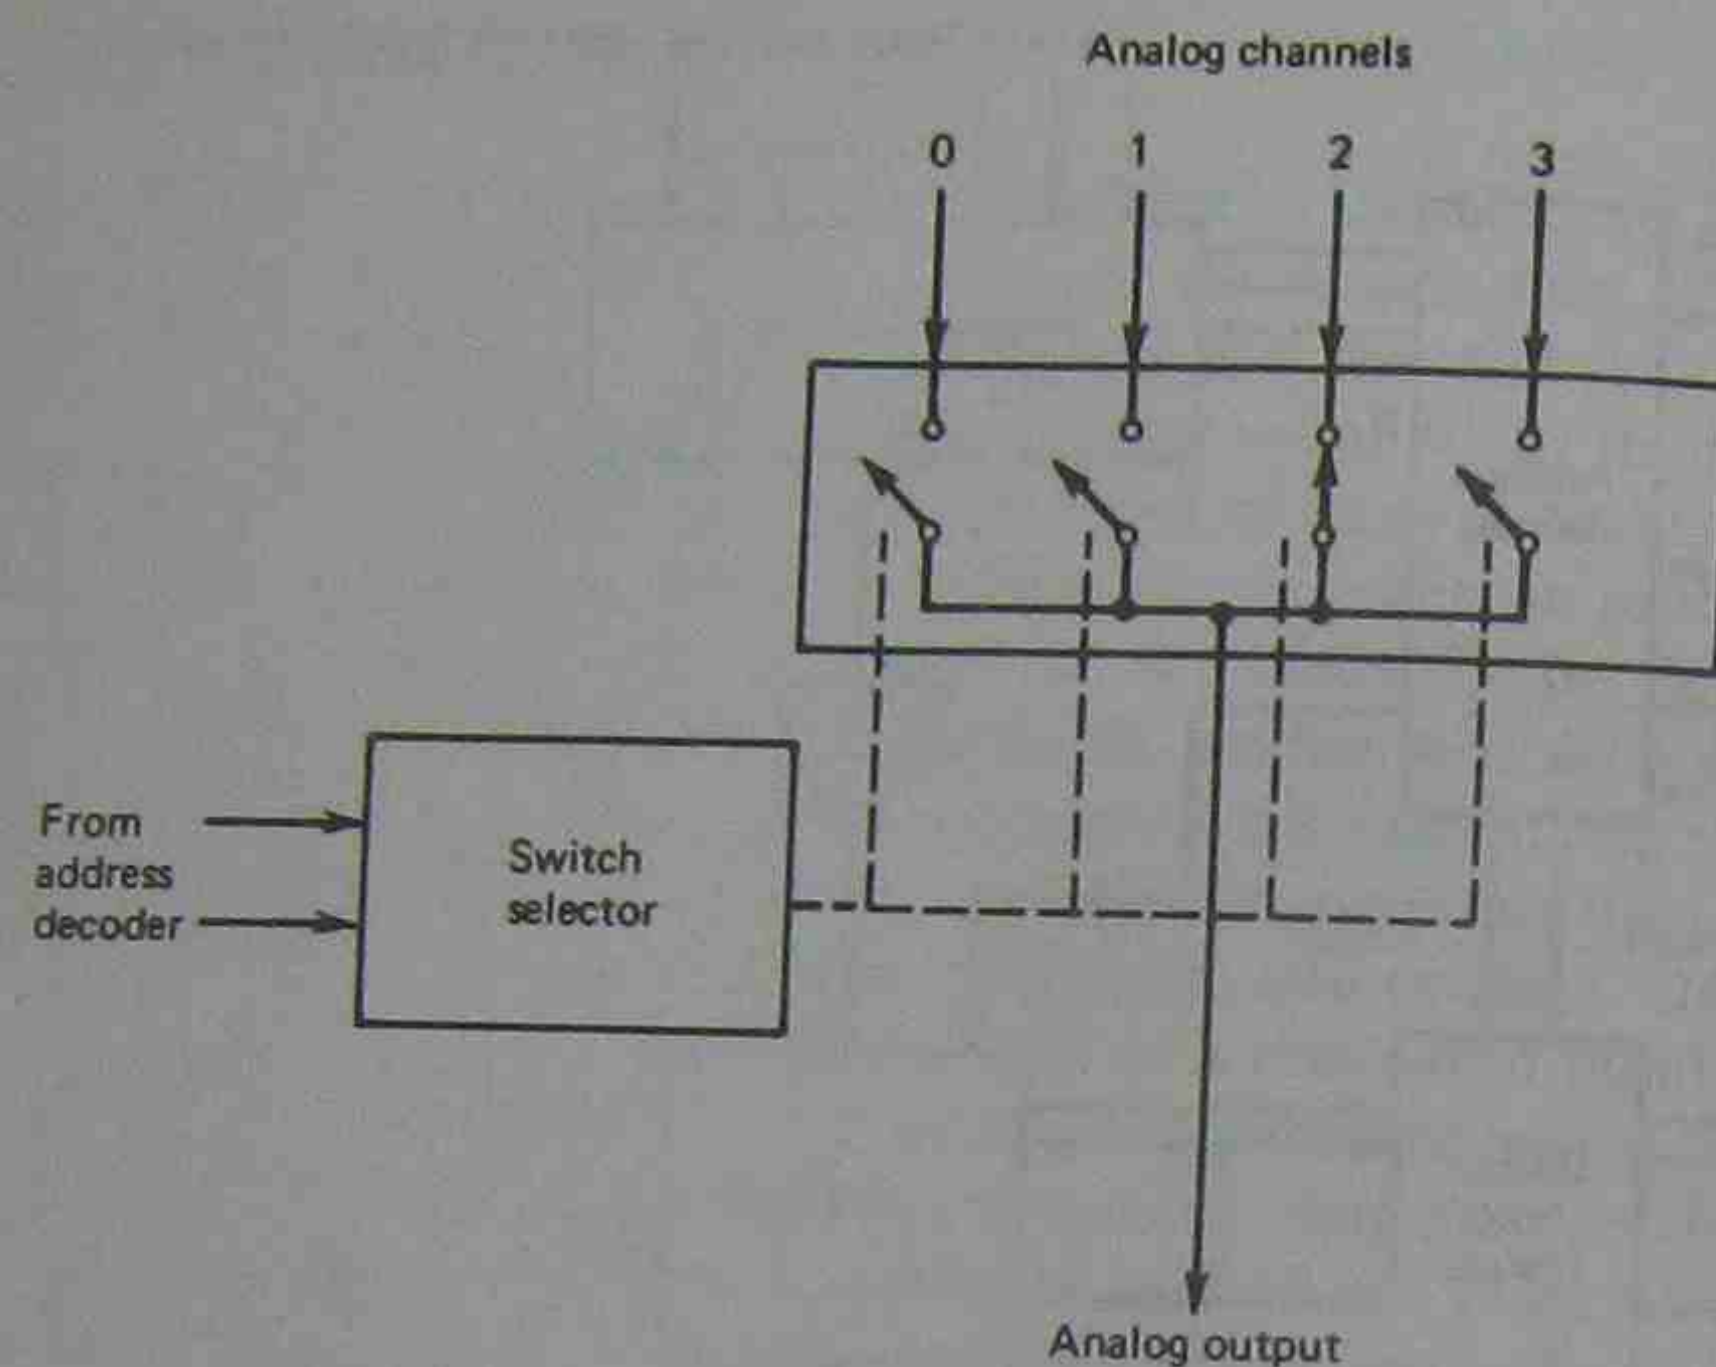 Analog channels
0 1 2 3
From
address
decoder
Switch
selector
Analog output